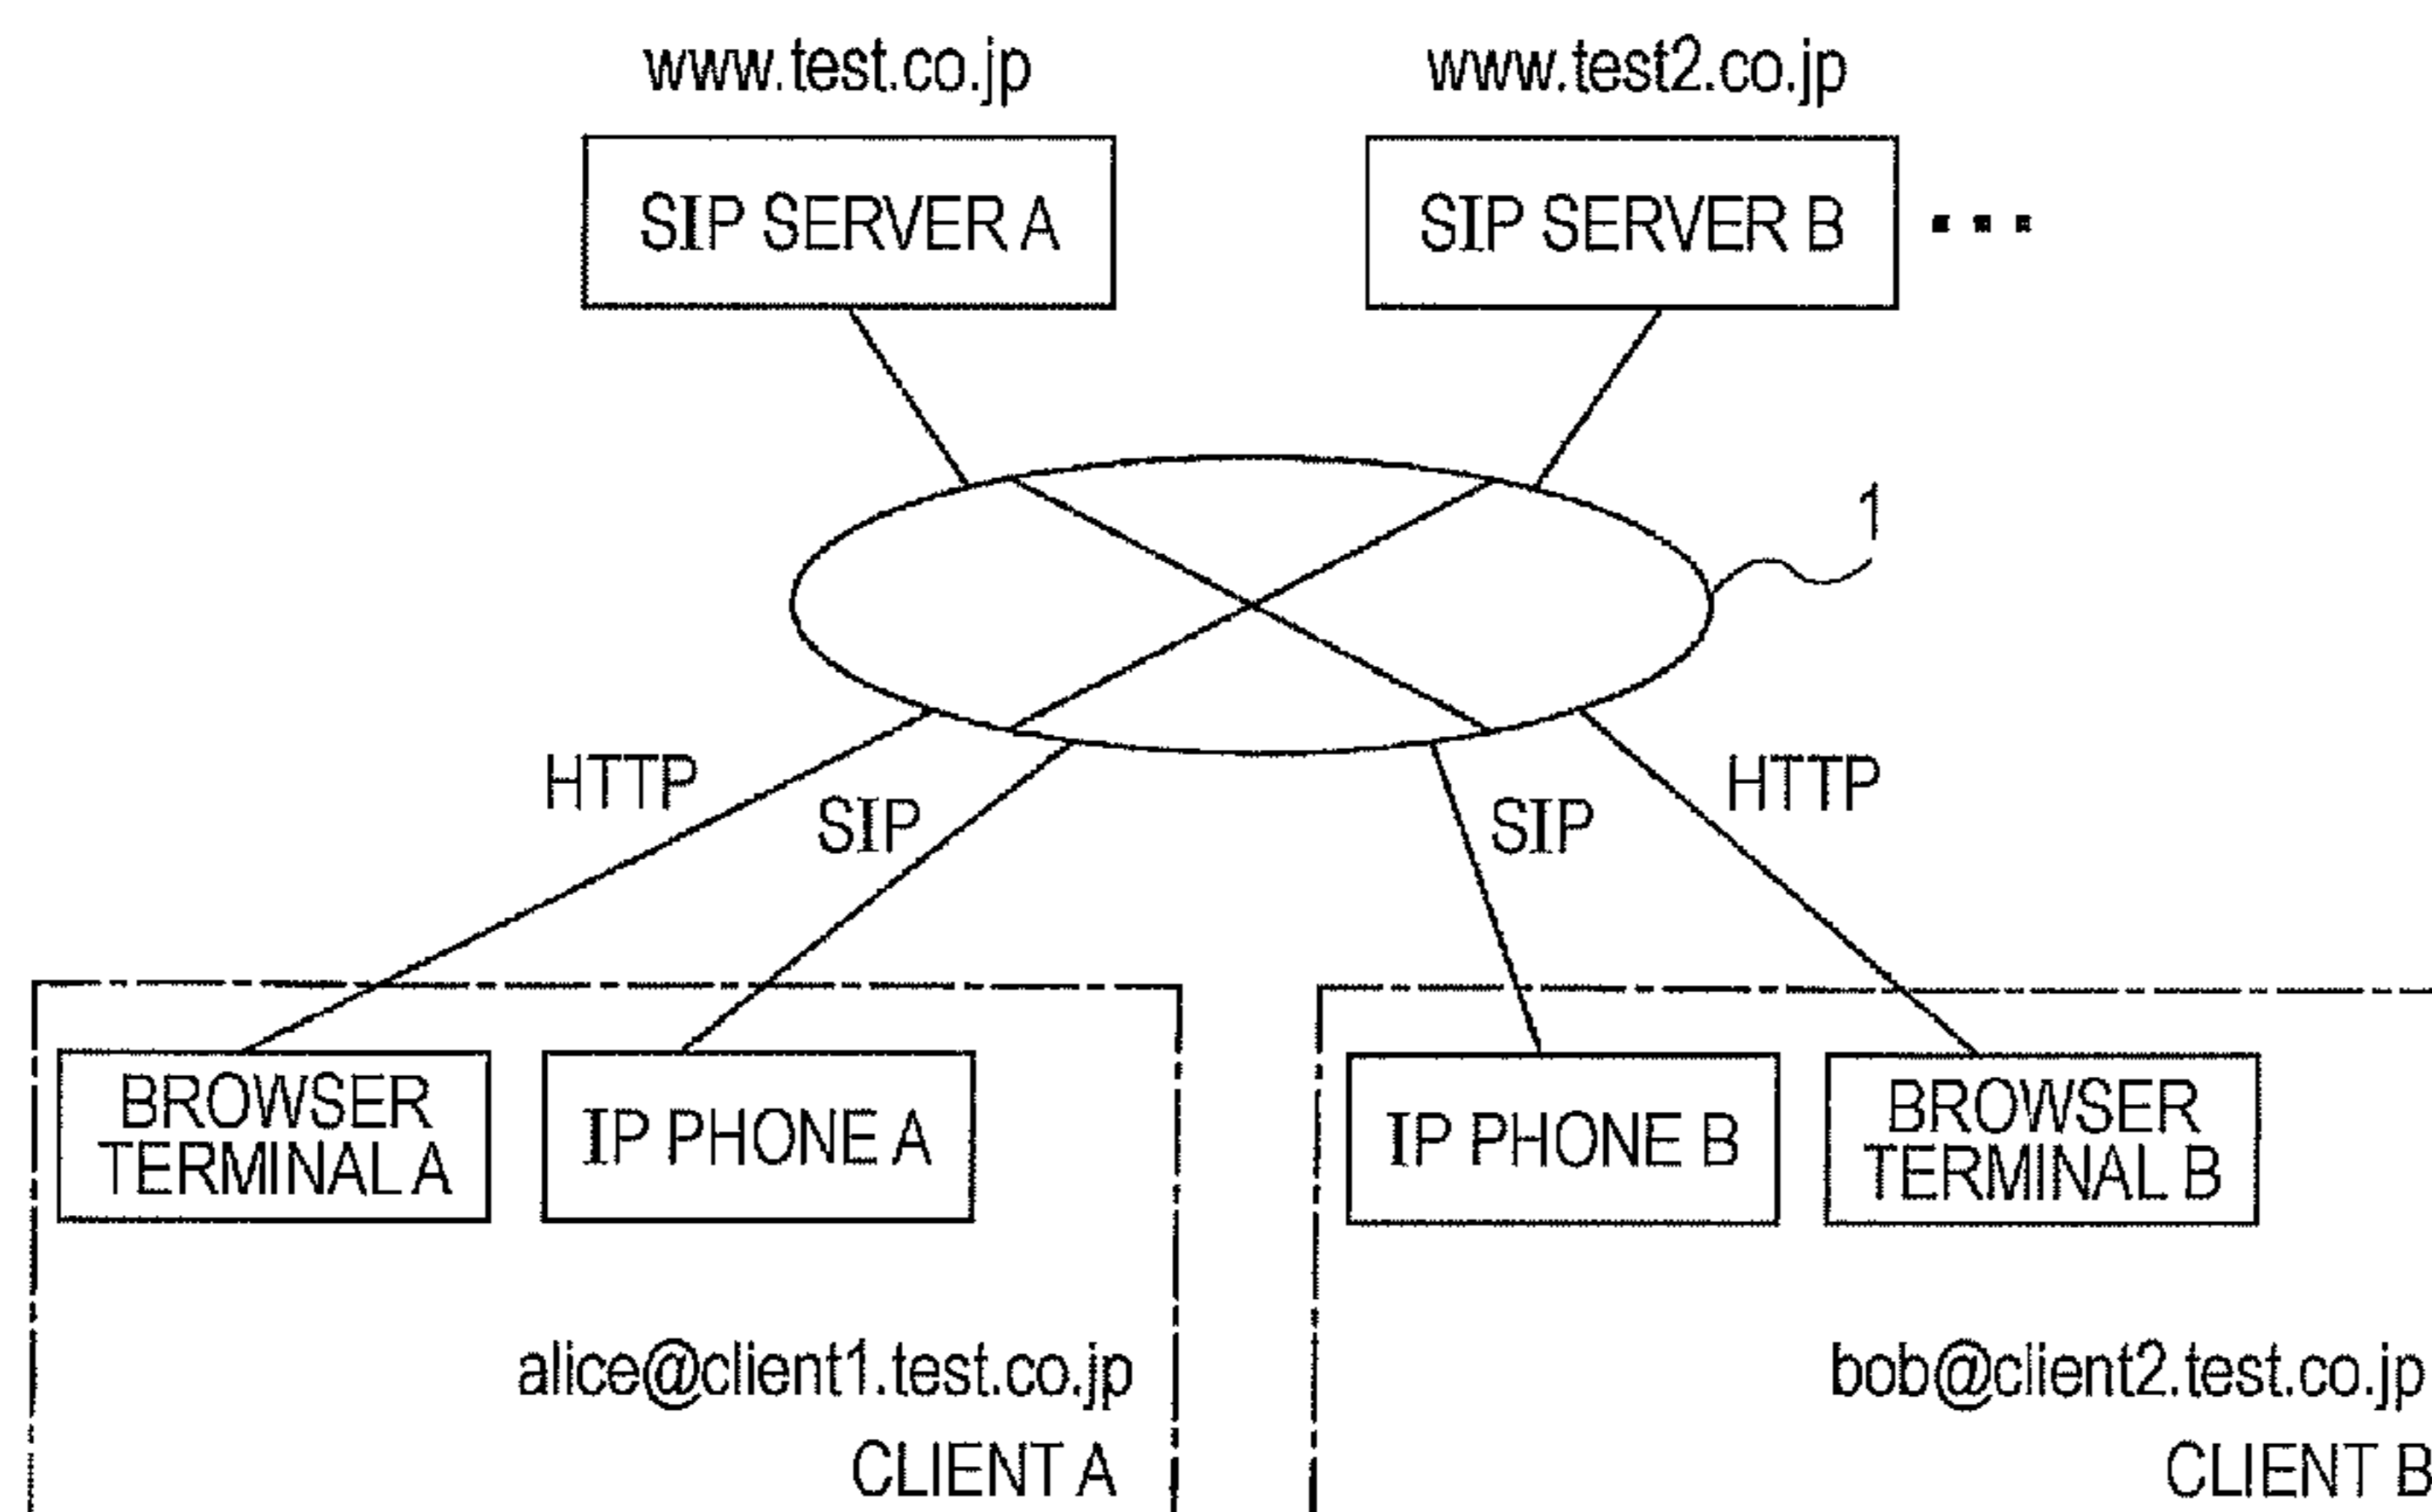 www.test.co.jp
www.test2.co.jp
SIP SERVER A
SIP SERVER B
...
1
HTTP
SIP
SIP
HTTP
BROWSER
TERMINAL A
IP PHONE A
IP PHONE B
BROWSER
TERMINAL B
alice@client1.test.co.jp
CLIENT A
bob@client2.test.co.jp
CLIENT B